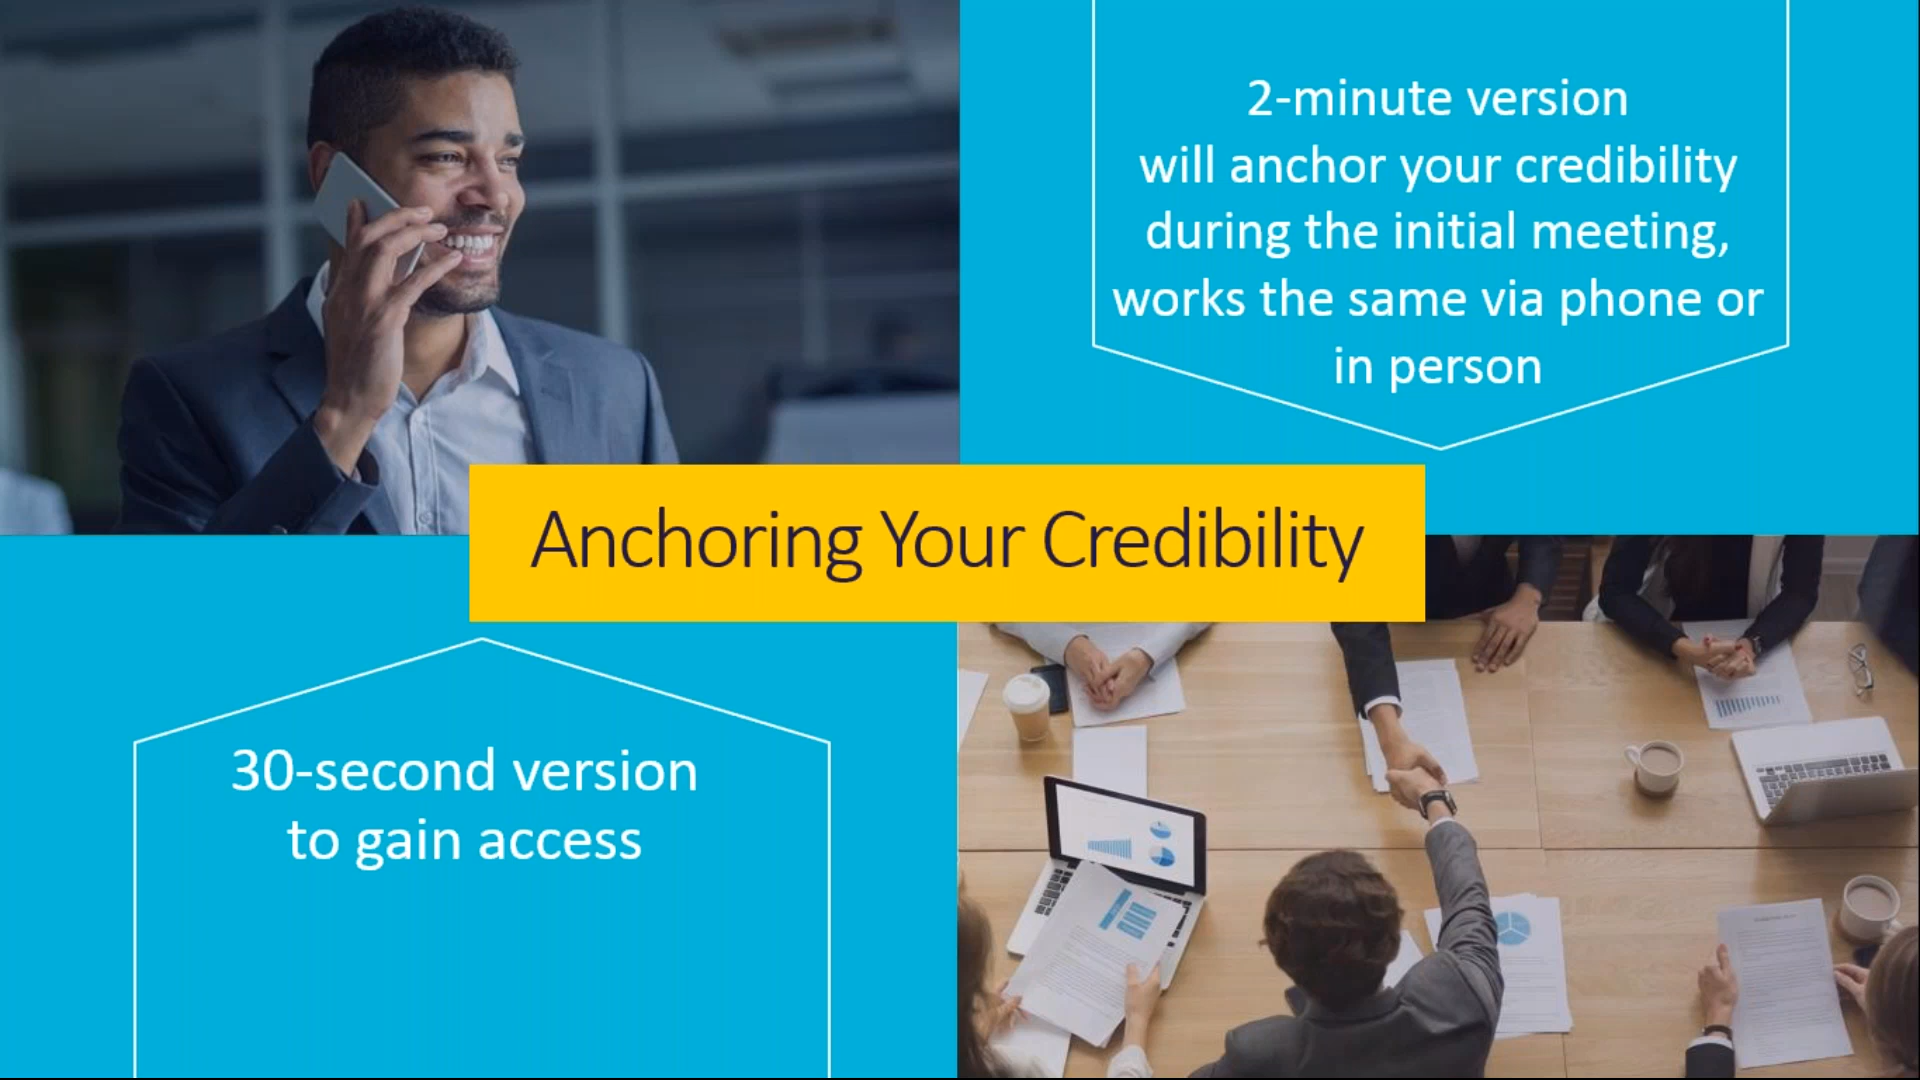 2-minute version
will anchor your credibility
during the initial meeting,
works the same via phone or
in person
Anchoring Your Credibility
30-second version
to gain access